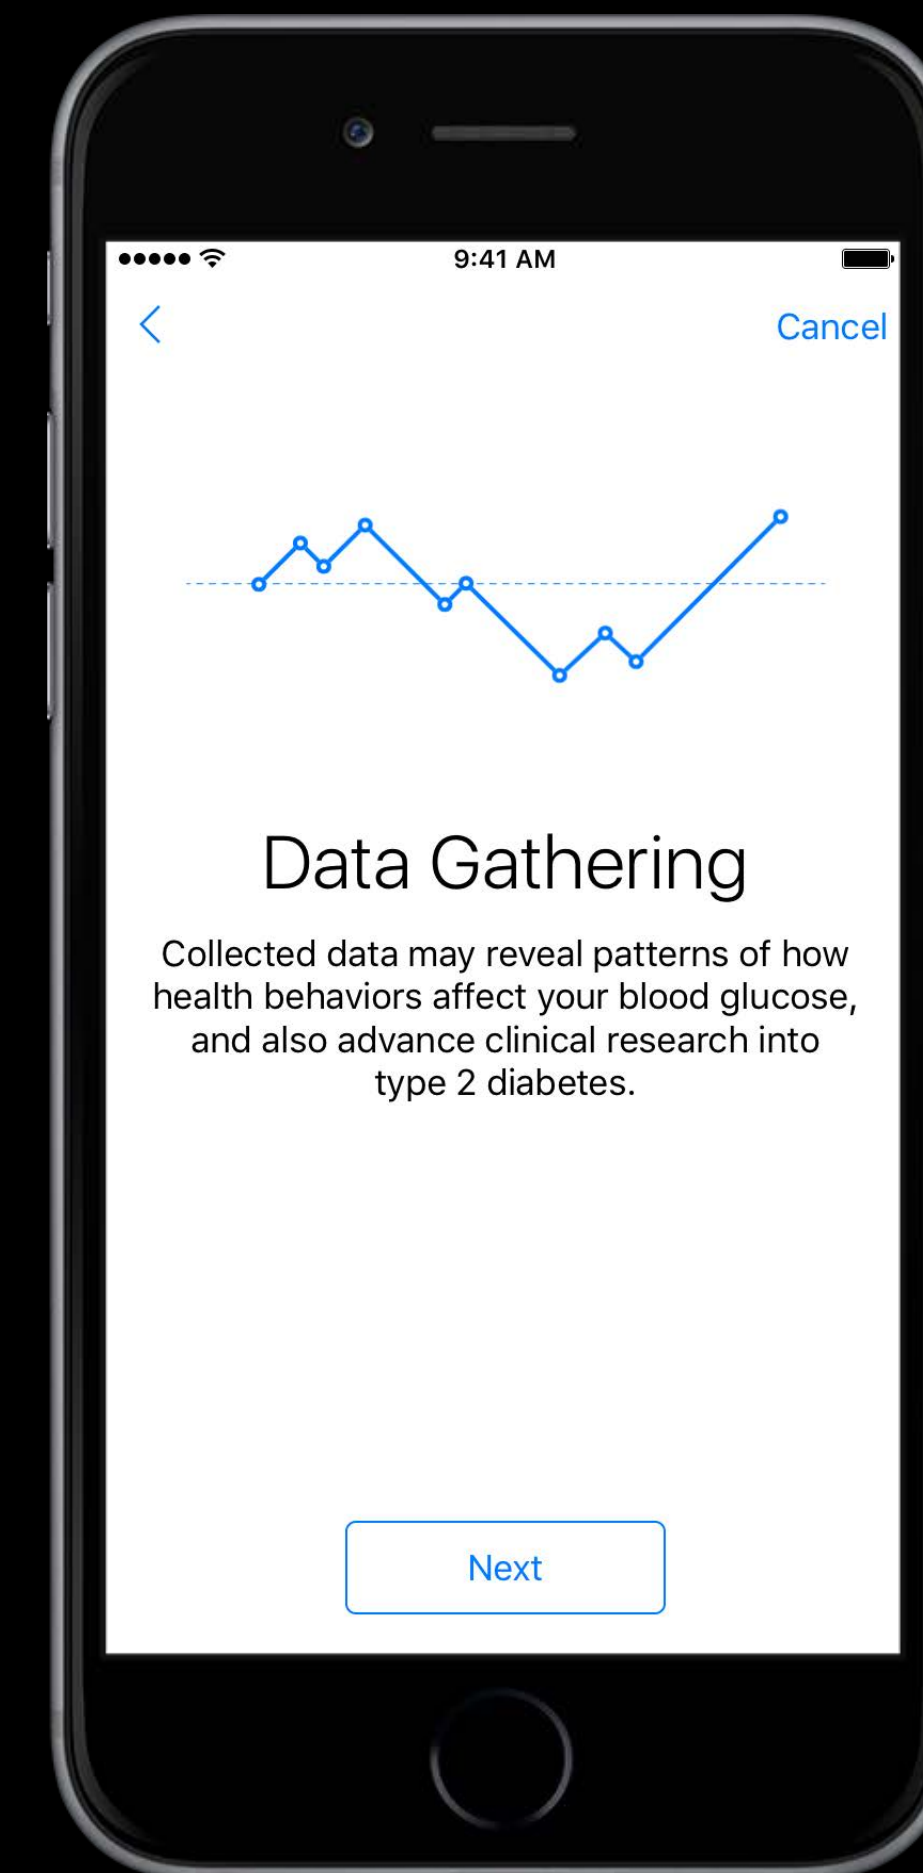 9:41 AM
Cancel
Data Gathering
Collected data may reveal patterns of how
health behaviors affect your blood glucose,
and also advance clinical research into
type 2 diabetes.
Next